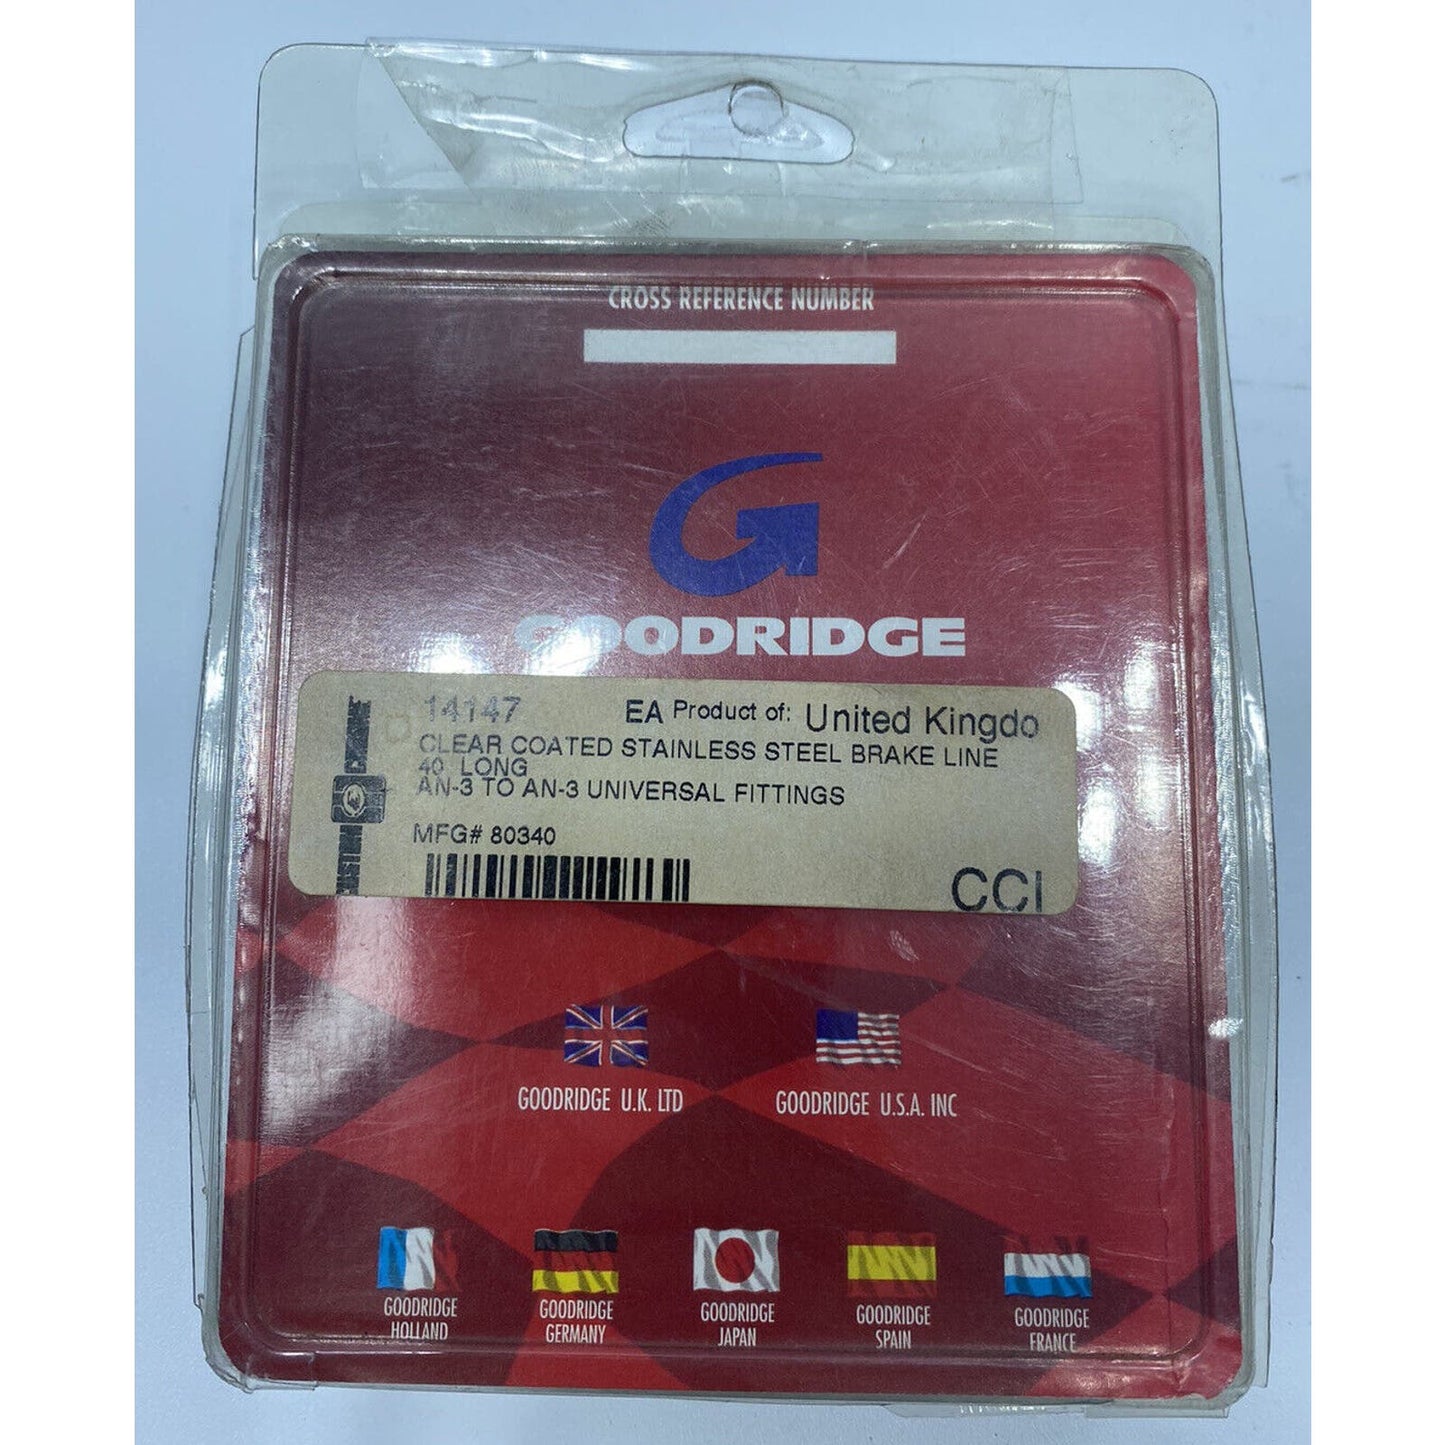 CROSS REFERENCE NUMBER
GOODRIDGE
14147 EA Product of: United Kingdo
CLEAR COATED STAINLESS STEEL BRAKE LINE
40 LONG
AN-3 TO AN-3 UNIVERSAL FITTINGS
MFG# 80340
CCI
CUSTOM CHROME
GOODRIDGE U.K. LTD
GOODRIDGE U.S.A. INC
GOODRIDGE HOLLAND
GOODRIDGE GERMANY
GOODRIDGE JAPAN
GOODRIDGE SPAIN
GOODRIDGE FRANCE